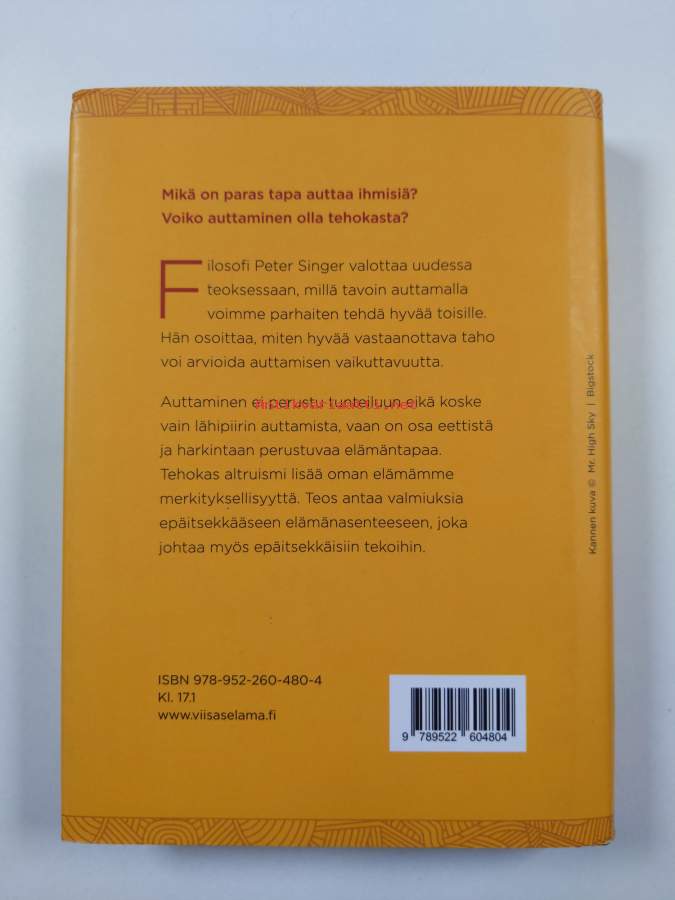 Mikä on paras tapa auttaa ihmisiä?
Voiko auttaminen olla tehokasta?
Filosofi Peter Singer valottaa uudessa
teoksessaan, millä tavoin auttamalla
voimme parhaiten tehdä hyvää toisille.
Hän osoittaa, miten hyvää vastaanottava taho
voi arvioida auttamisen vaikuttavuutta.
Auttaminen ei perustu tunteiluun eikä koske
Antikvariaatti.net
vain lähipiirin auttamista, vaan on osa eettistä
ja harkintaan perustuvaa elämäntapaa.
Tehokas altruismi lisää oman elämämme
merkityksellisyyttä. Teos antaa valmiuksia
epäitsekkääseen elämänasenteeseen, joka
johtaa myös epäitsekkäisiin tekoihin.
Kannen kuva © Mr. High Sky | Bigstock
ISBN 978-952-260-480-4
Kl. 17.1
www.viisaselama.fi
9 789522 604804